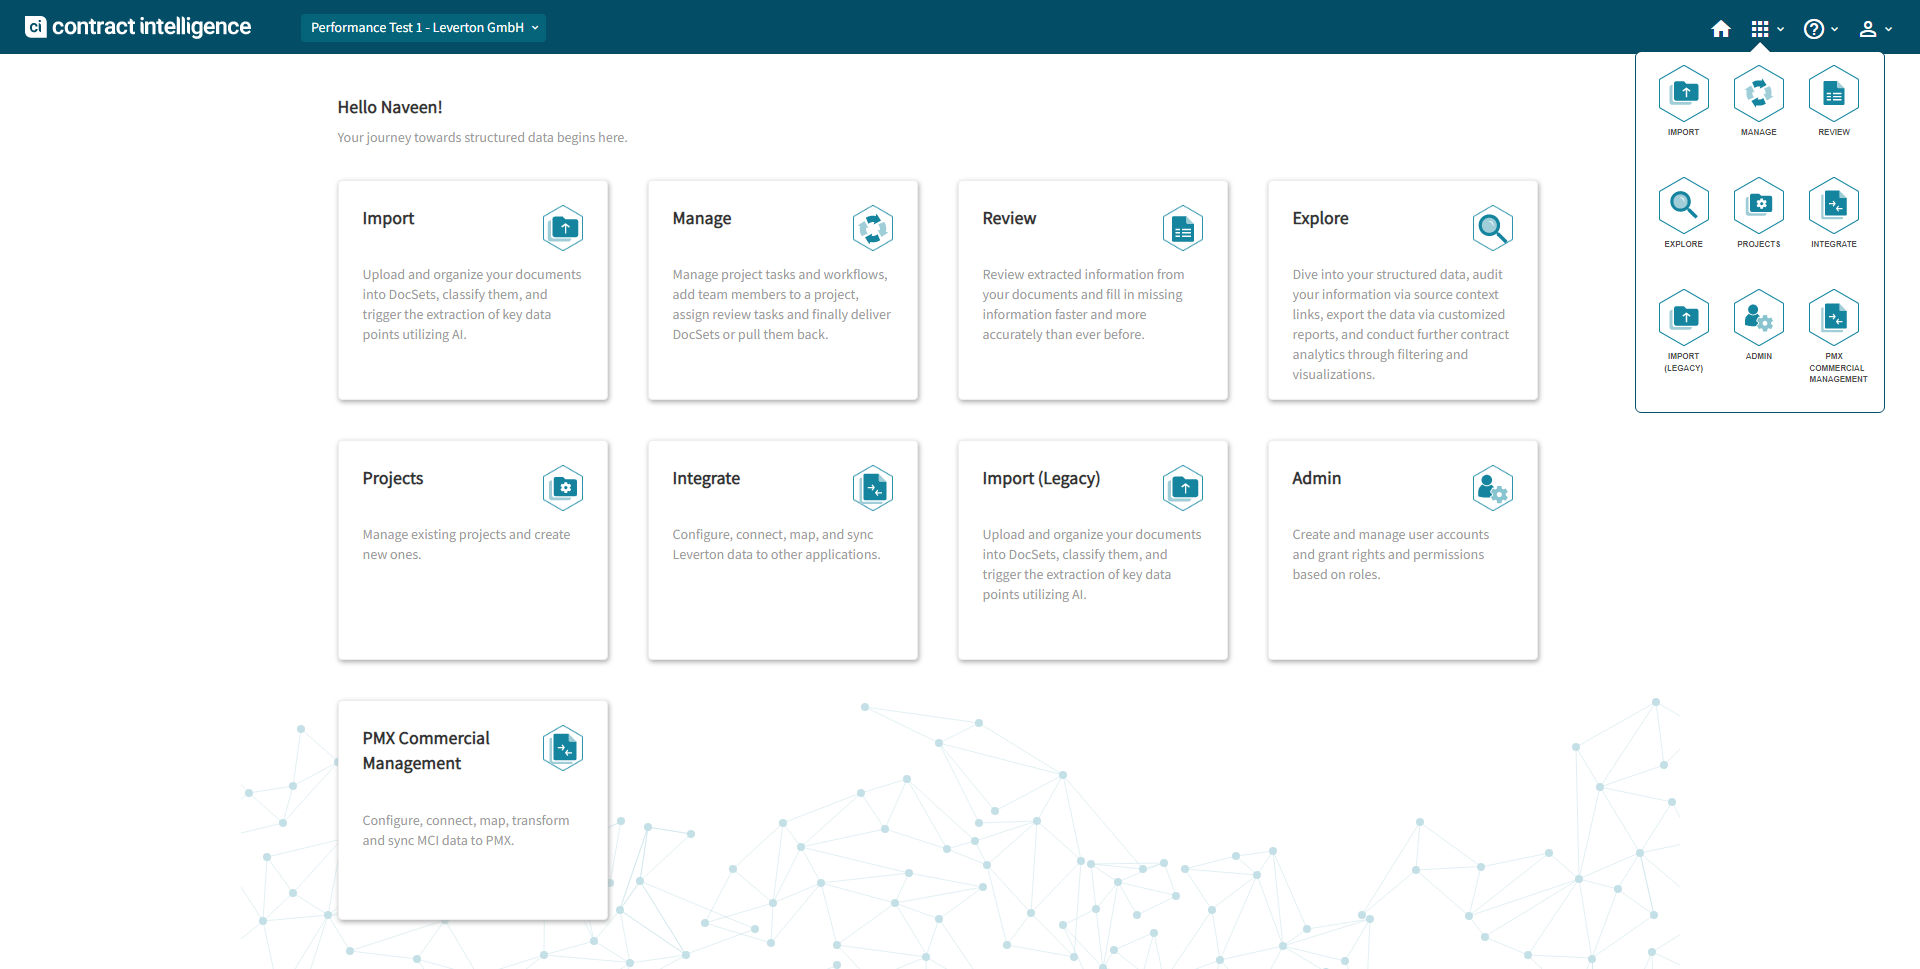 ci contract intelligence
Performance Test 1 - Leverton GmbH
IMPORT
MANAGE
REVIEW
EXPLORE
PROJECTS
INTEGRATE
IMPORT
(LEGACY)
ADMIN
PMX
COMMERCIAL
MANAGEMENT
Hello Naveen!
Your journey towards structured data begins here.
Import
Upload and organize your documents
into DocSets, classify them, and
trigger the extraction of key data
points utilizing AI.
Manage
Manage project tasks and workflows,
add team members to a project,
assign review tasks and finally deliver
DocSets or pull them back.
Review
Review extracted information from
your documents and fill in missing
information faster and more
accurately than ever before.
Explore
Dive into your structured data, audit
your information via source context
links, export the data via customized
reports, and conduct further contract
analytics through filtering and
visualizations.
Projects
Manage existing projects and create
new ones.
Integrate
Configure, connect, map, and sync
Leverton data to other applications.
Import (Legacy)
Upload and organize your documents
into DocSets, classify them, and
trigger the extraction of key data
points utilizing AI.
Admin
Create and manage user accounts
and grant rights and permissions
based on roles.
PMX Commercial
Management
Configure, connect, map, transform
and sync MCI data to PMX.